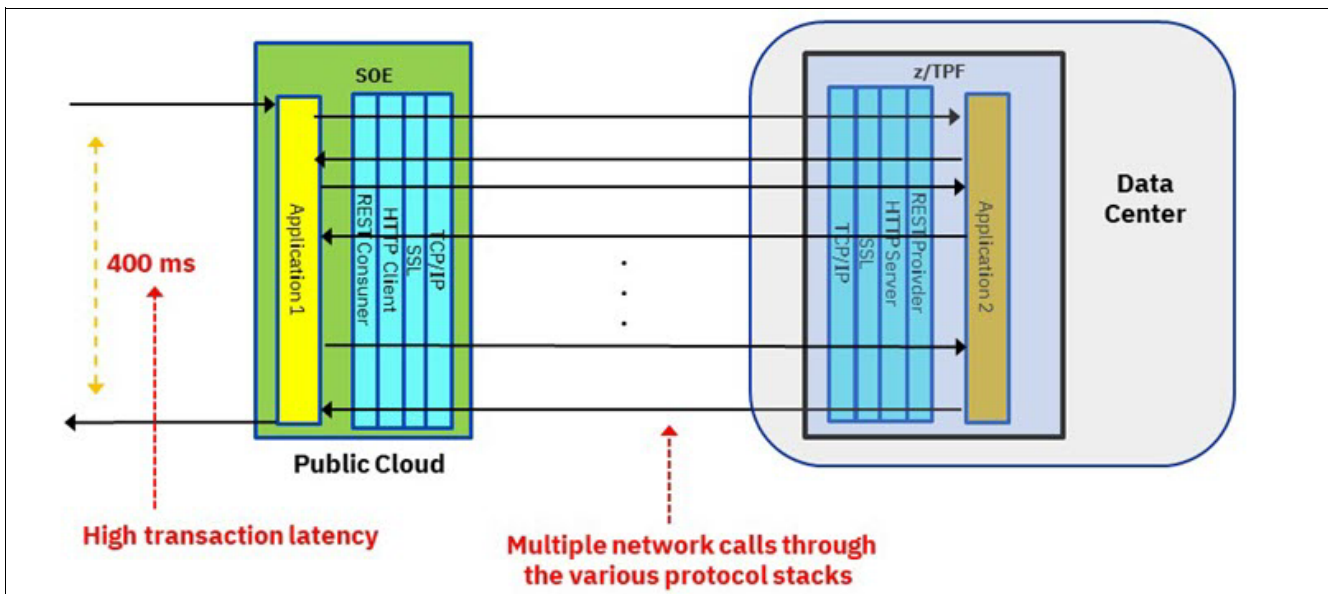 SOE
z/TPF
Application 1
REST Consuner
HTTP Client
SSL
TCP/IP
TCP/IP
SSL
HTTP Server
REST Proivder
Application 2
Data
Center
400 ms
Public Cloud
High transaction latency
Multiple network calls through
the various protocol stacks